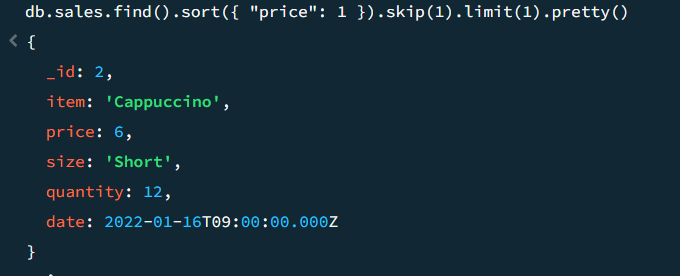 db.sales.find().sort({ "price": 1 }).skip(1).limit(1).pretty()
{
_id: 2,
item: 'Cappuccino',
price: 6,
size: 'Short',
quantity: 12,
date: 2022-01-16T09:00:00.000Z
}